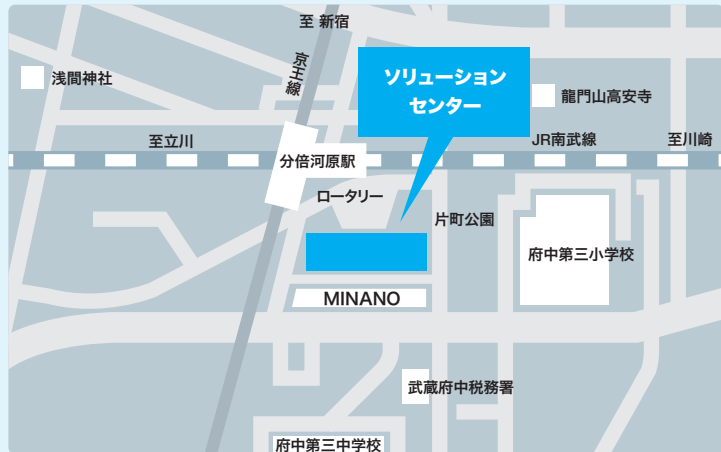 至 新宿
京王線
浅間神社
ソリューション
センター
龍門山高安寺
至立川
JR南武線
至川崎
分倍河原駅
ロータリー
片町公園
府中第三小学校
MINANO
武蔵府中税務署
府中第三中学校